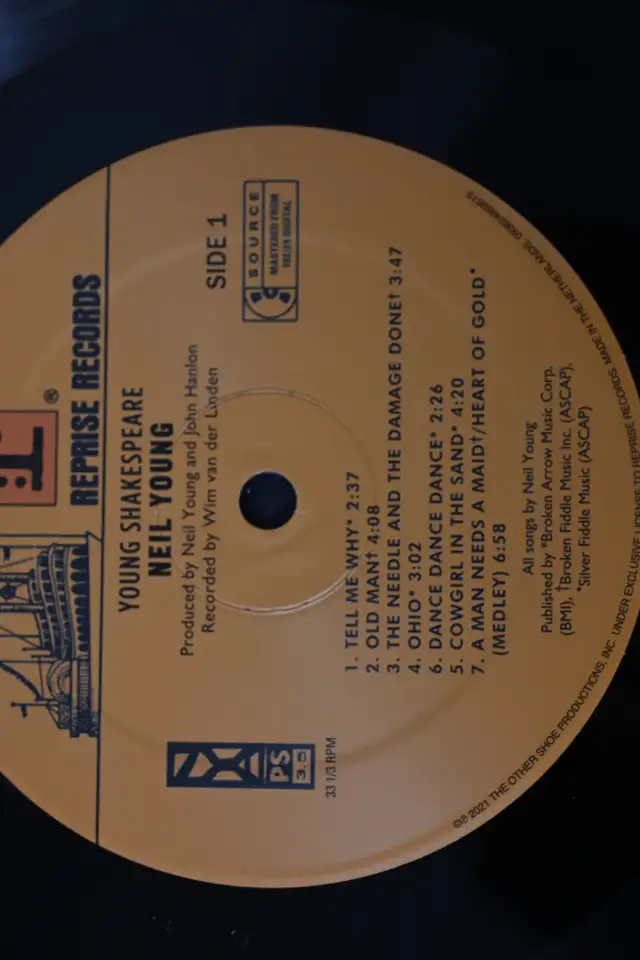 r:
®
REPRISE RECORDS
YOUNG SHAKESPEARE
NEIL YOUNG
Produced by Neil Young and John Hanlon
Recorded by Wim van der Linden
SIDE 1
SOURCE
MASTERED FROM
192/24 DIGITAL
PS
3.5
33 1/3 RPM
1. TELL ME WHY* 2:37
2. OLD MAN† 4:08
3. THE NEEDLE AND THE DAMAGE DONE† 3:47
4. OHIO* 3:02
6. DANCE DANCE DANCE* 2:26
5. COWGIRL IN THE SAND* 4:20
7. A MAN NEEDS A MAID†/HEART OF GOLD*
(MEDLEY) 6:58
All songs by Neil Young
Published by *Broken Arrow Music Corp.
(BMI), †Broken Fiddle Music Inc. (ASCAP),
*Silver Fiddle Music (ASCAP)
©℗ 2021 THE OTHER SHOE PRODUCTIONS, INC. UNDER EXCLUSIVE LICENSE TO REPRISE RECORDS. MADE IN THE NETHERLANDS.